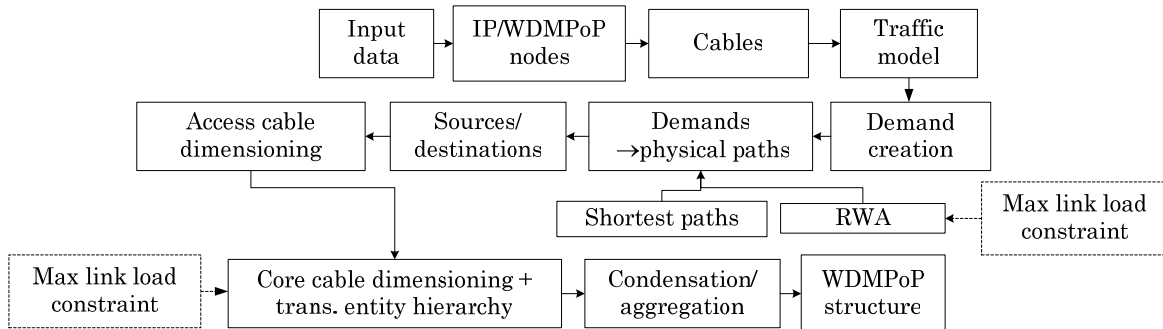 Input
data
IP/WDMPoP
nodes
Cables
Traffic
model
Access cable
dimensioning
Sources/
destinations
Demands
→physical paths
Demand
creation
Shortest paths
RWA
Max link load
constraint
Max link load
constraint
Core cable dimensioning +
trans. entity hierarchy
Condensation/
aggregation
WDMPoP
structure